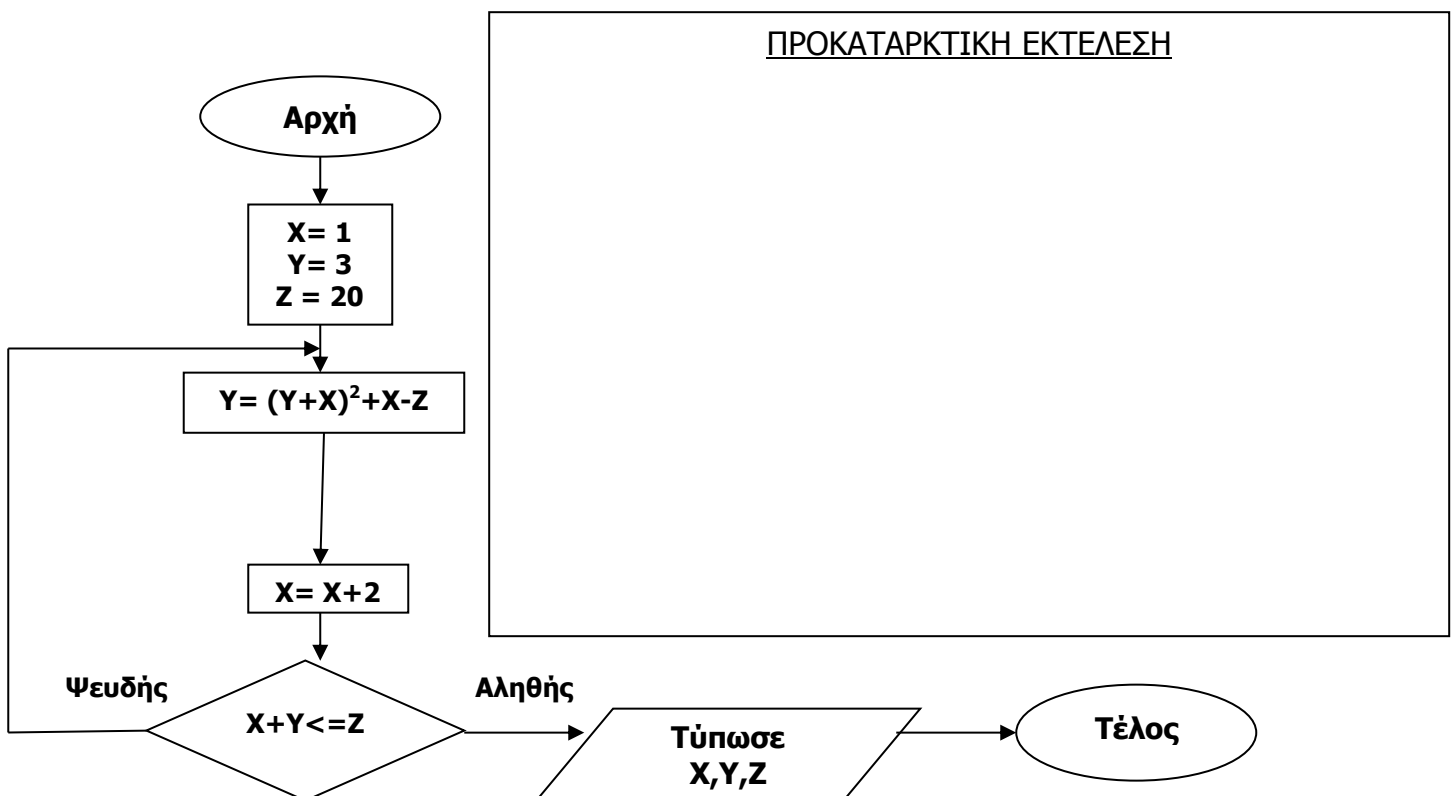 ΠΡΟΚΑΤΑΡΚΤΙΚΗ ΕΚΤΕΛΕΣΗ
Αρχή
Χ= 1
Υ= 3
Ζ = 20
Υ= (Υ+Χ)²+Χ-Ζ
Χ= Χ+2
Ψευδής
Αληθής
Χ+Υ<=Ζ
Τύπωσε
Χ,Υ,Ζ
Τέλος